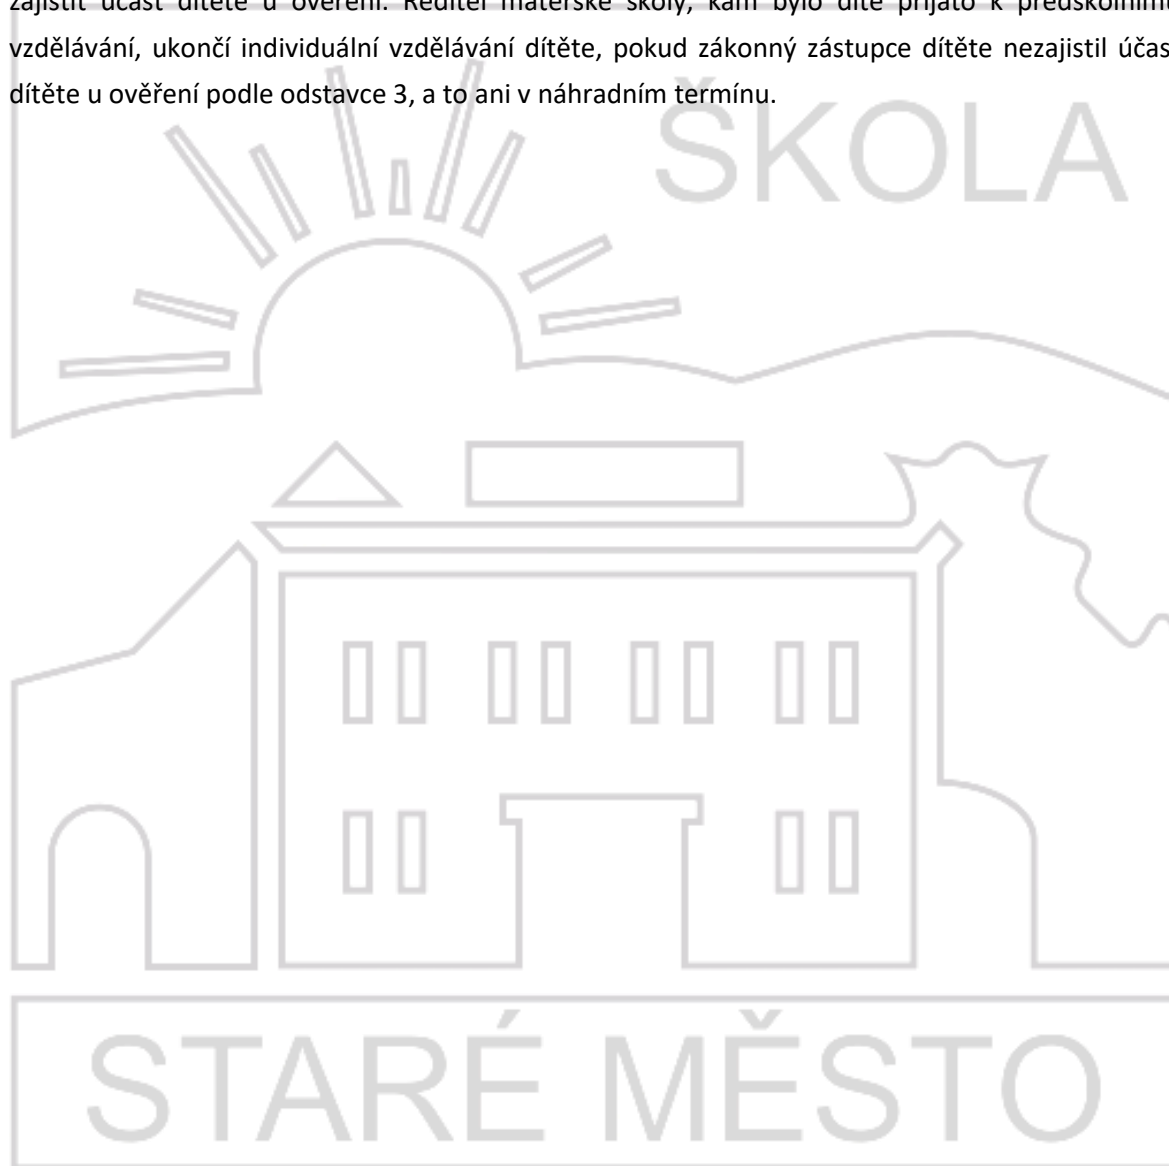 zajistit účast dítěte u ověření. Ředitel mateřské školy, kam bylo dítě přijato k předškolnímu
vzdělávání, ukončí individuální vzdělávání dítěte, pokud zákonný zástupce dítěte nezajistil účas
dítěte u ověření podle odstavce 3, a to ani v náhradním termínu.
ŠKOLA
STARÉ MĚSTO